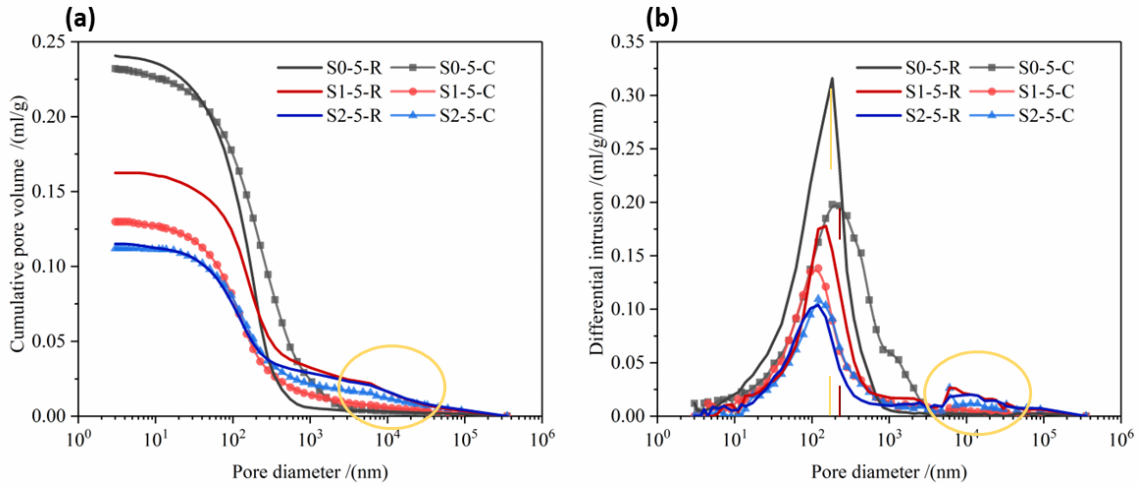 (a)
0.25
0.20
0.15
0.10
0.05
0.00
Cumulative pore volume /(ml/g)
S0-5-R S0-5-C
S1-5-R S1-5-C
S2-5-R S2-5-C
10^0 10^1 10^2 10^3 10^4 10^5 10^6
Pore diameter /(nm)
(b)
0.35
0.30
0.25
0.20
0.15
0.10
0.05
0.00
Differential intrusion /(ml/g/nm)
S0-5-R S0-5-C
S1-5-R S1-5-C
S2-5-R S2-5-C
10^0 10^1 10^2 10^3 10^4 10^5 10^6
Pore diameter /(nm)